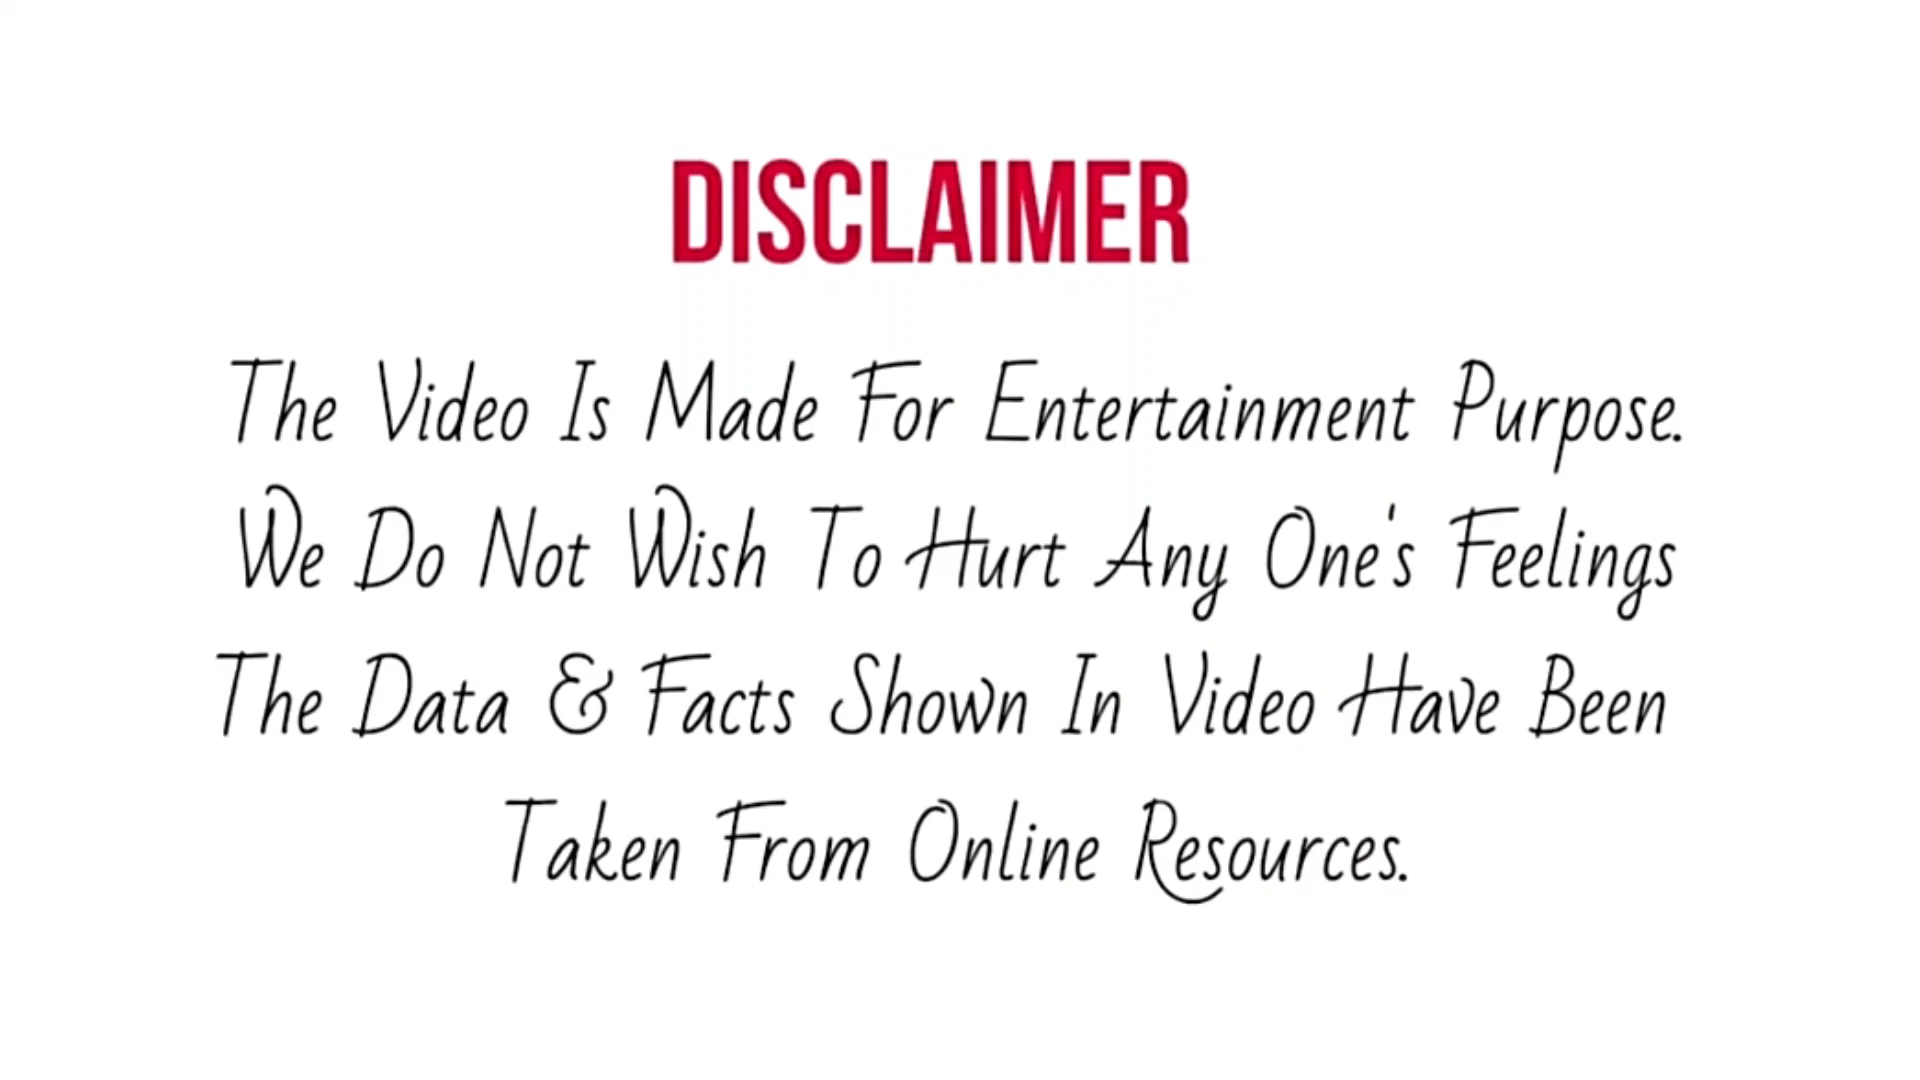 DISCLAIMER
The Video Is Made For Entertainment Purpose.
We Do Not Wish To Hurt Any One's Feelings
The Data & Facts Shown In Video Have Been
Taken From Online Resources.